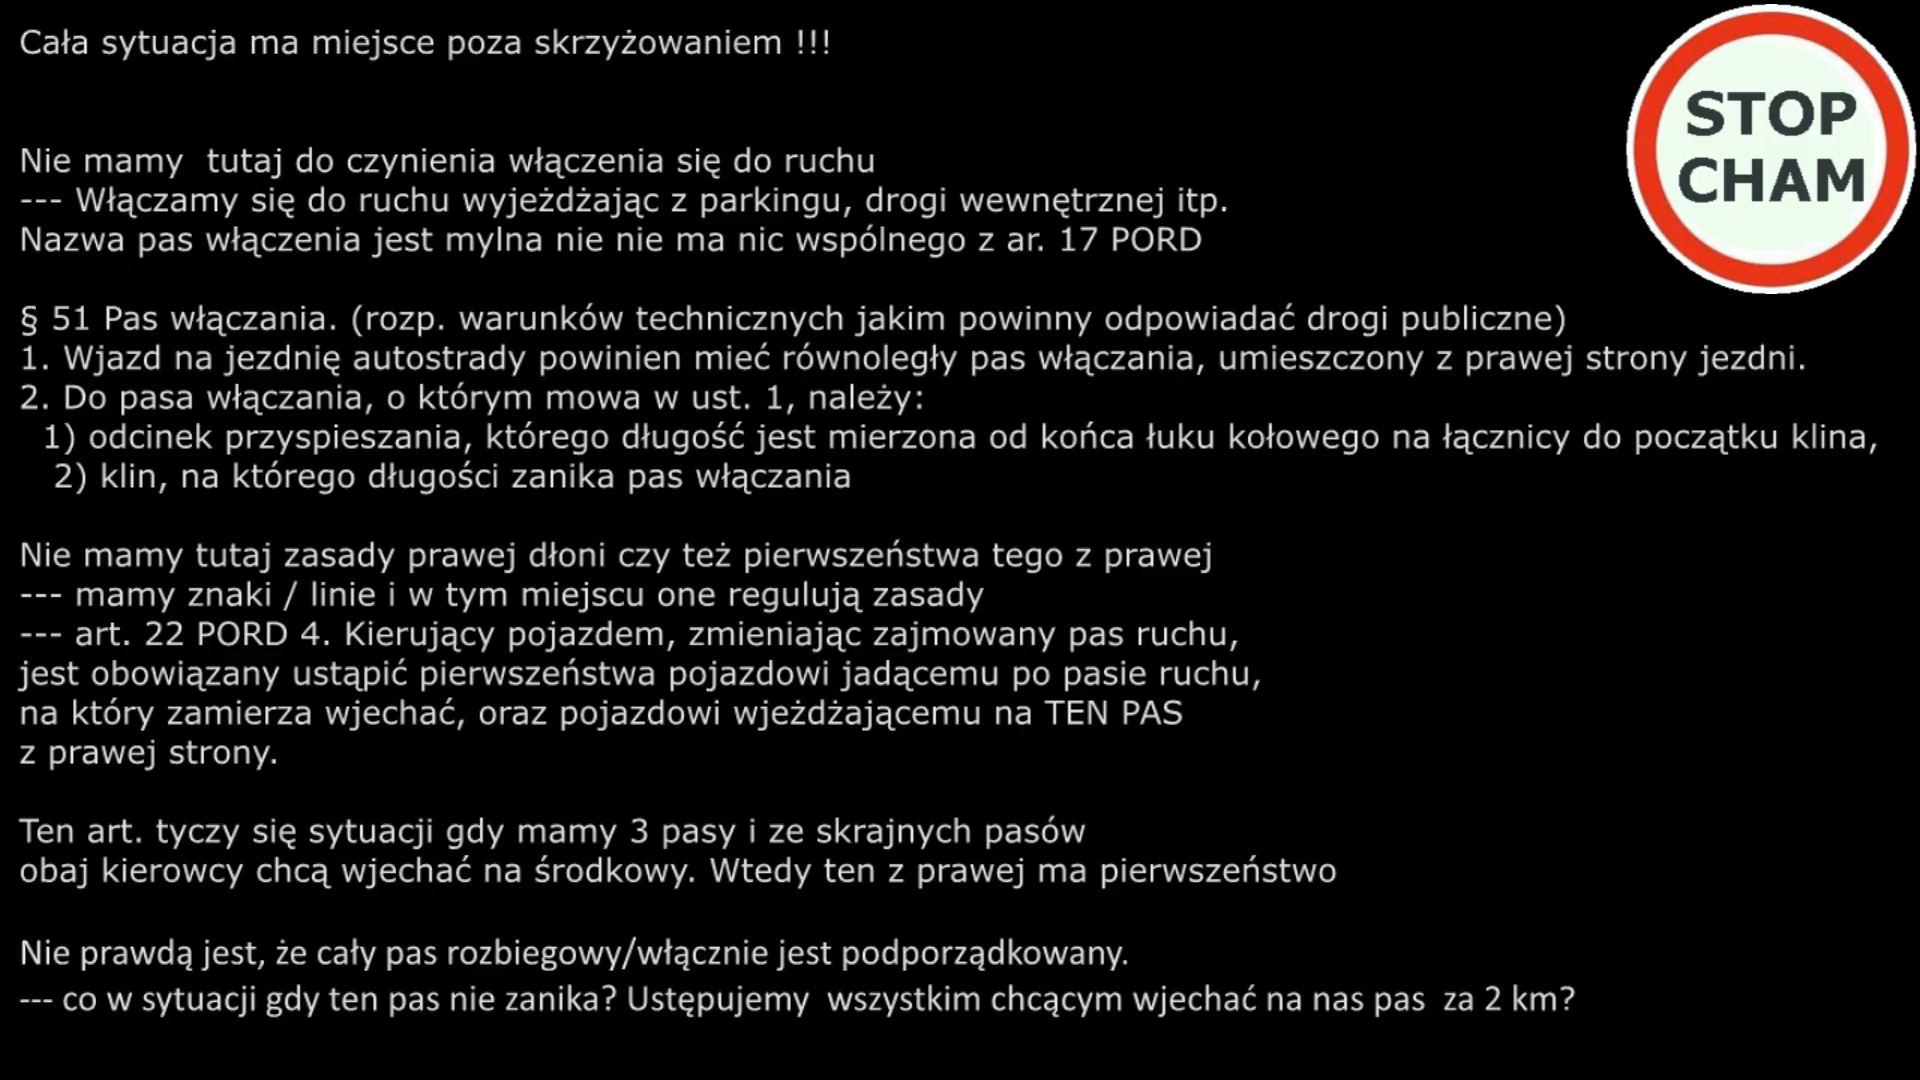 Cała sytuacja ma miejsce poza skrzyżowaniem !!!
STOP
CHAM
Nie mamy  tutaj do czynienia włączenia się do ruchu
--- Włączamy się do ruchu wyjeżdżając z parkingu, drogi wewnętrznej itp.
Nazwa pas włączenia jest mylna nie nie ma nic wspólnego z ar. 17 PORD
§ 51 Pas włączania. (rozp. warunków technicznych jakim powinny odpowiadać drogi publiczne)
1. Wjazd na jezdnię autostrady powinien mieć równoległy pas włączania, umieszczony z prawej strony jezdni.
2. Do pasa włączania, o którym mowa w ust. 1, należy:
1) odcinek przyspieszania, którego długość jest mierzona od końca łuku kołowego na łącznicy do początku klina,
2) klin, na którego długości zanika pas włączania
Nie mamy tutaj zasady prawej dłoni czy też pierwszeństwa tego z prawej
--- mamy znaki / linie i w tym miejscu one regulują zasady
--- art. 22 PORD 4. Kierujący pojazdem, zmieniając zajmowany pas ruchu,
jest obowiązany ustąpić pierwszeństwa pojazdowi jadącemu po pasie ruchu,
na który zamierza wjechać, oraz pojazdowi wjeżdżającemu na TEN PAS
z prawej strony.
Ten art. tyczy się sytuacji gdy mamy 3 pasy i ze skrajnych pasów
obaj kierowcy chcą wjechać na środkowy. Wtedy ten z prawej ma pierwszeństwo
Nie prawdą jest, że cały pas rozbiegowy/włącznie jest podporządkowany.
--- co w sytuacji gdy ten pas nie zanika? Ustępujemy  wszystkim chcącym wjechać na nas pas  za 2 km?